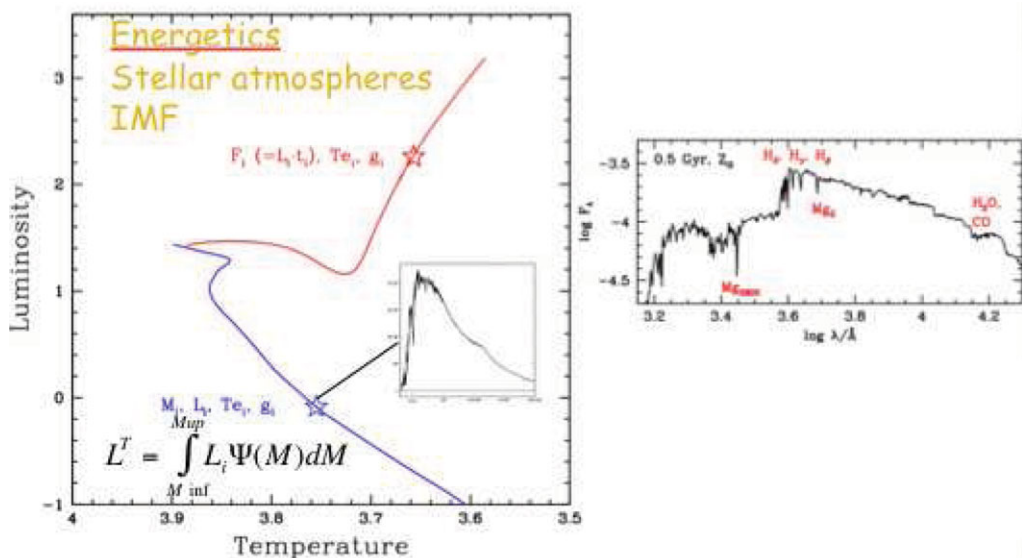 Energetics
Stellar atmospheres
IMF
F_i (=L_i·t_i), Te_i, g_i
M_i, L_i, Te_i, g_i
L^T = ∫_{M inf}^{Mup} L_i Ψ(M)dM
Luminosity
3
2
1
0
-1
4
3.9
3.8
3.7
3.6
3.5
Temperature
0.5 Gyr, Z_⊙
H_δ, H_γ, H_β
Mg_2
H_2O,
CO
Mg_2800
log F_λ
-3.5
-4
-4.5
3.2
3.4
3.6
3.8
4
4.2
log λ/Å